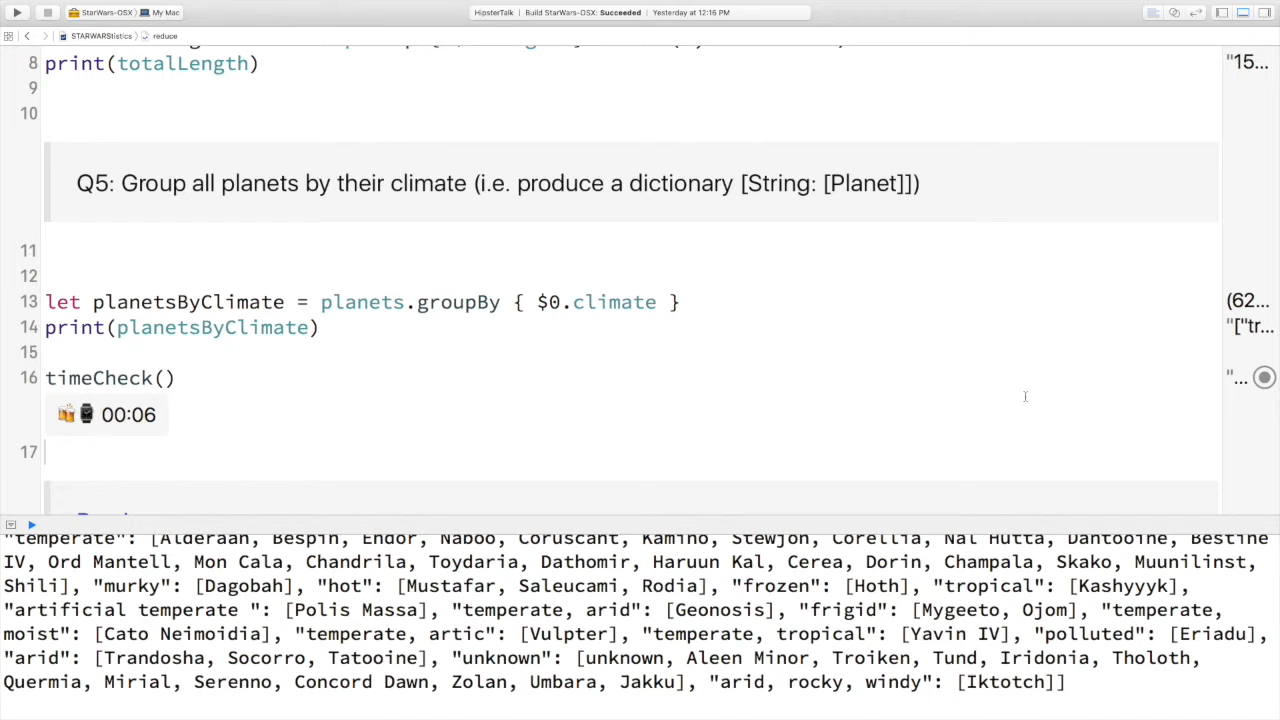 StarWars-OSX 〉 My Mac
HipsterTalk | Build StarWars-OSX: Succeeded | Yesterday at 12:16 PM
STARWARStistics 〉 reduce
8 print(totalLength) "15...
9
10
Q5: Group all planets by their climate (i.e. produce a dictionary [String: [Planet]])
11
12
13 let planetsByClimate = planets.groupBy { $0.climate } (62...
14 print(planetsByClimate) "["tr...
15
16 timeCheck() "...
🍻⌚ 00:06
17
"temperate": [Alderaan, Bespin, Endor, Naboo, Coruscant, Kamino, Stewjon, Corellia, Nal Hutta, Dantooine, Bestine
IV, Ord Mantell, Mon Cala, Chandrila, Toydaria, Dathomir, Haruun Kal, Cerea, Dorin, Champala, Skako, Muunilinst,
Shili], "murky": [Dagobah], "hot": [Mustafar, Saleucami, Rodia], "frozen": [Hoth], "tropical": [Kashyyyk],
"artificial temperate ": [Polis Massa], "temperate, arid": [Geonosis], "frigid": [Mygeeto, Ojom], "temperate,
moist": [Cato Neimoidia], "temperate, artic": [Vulpter], "temperate, tropical": [Yavin IV], "polluted": [Eriadu],
"arid": [Trandosha, Socorro, Tatooine], "unknown": [unknown, Aleen Minor, Troiken, Tund, Iridonia, Tholoth,
Quermia, Mirial, Serenno, Concord Dawn, Zolan, Umbara, Jakku], "arid, rocky, windy": [Iktotch]]